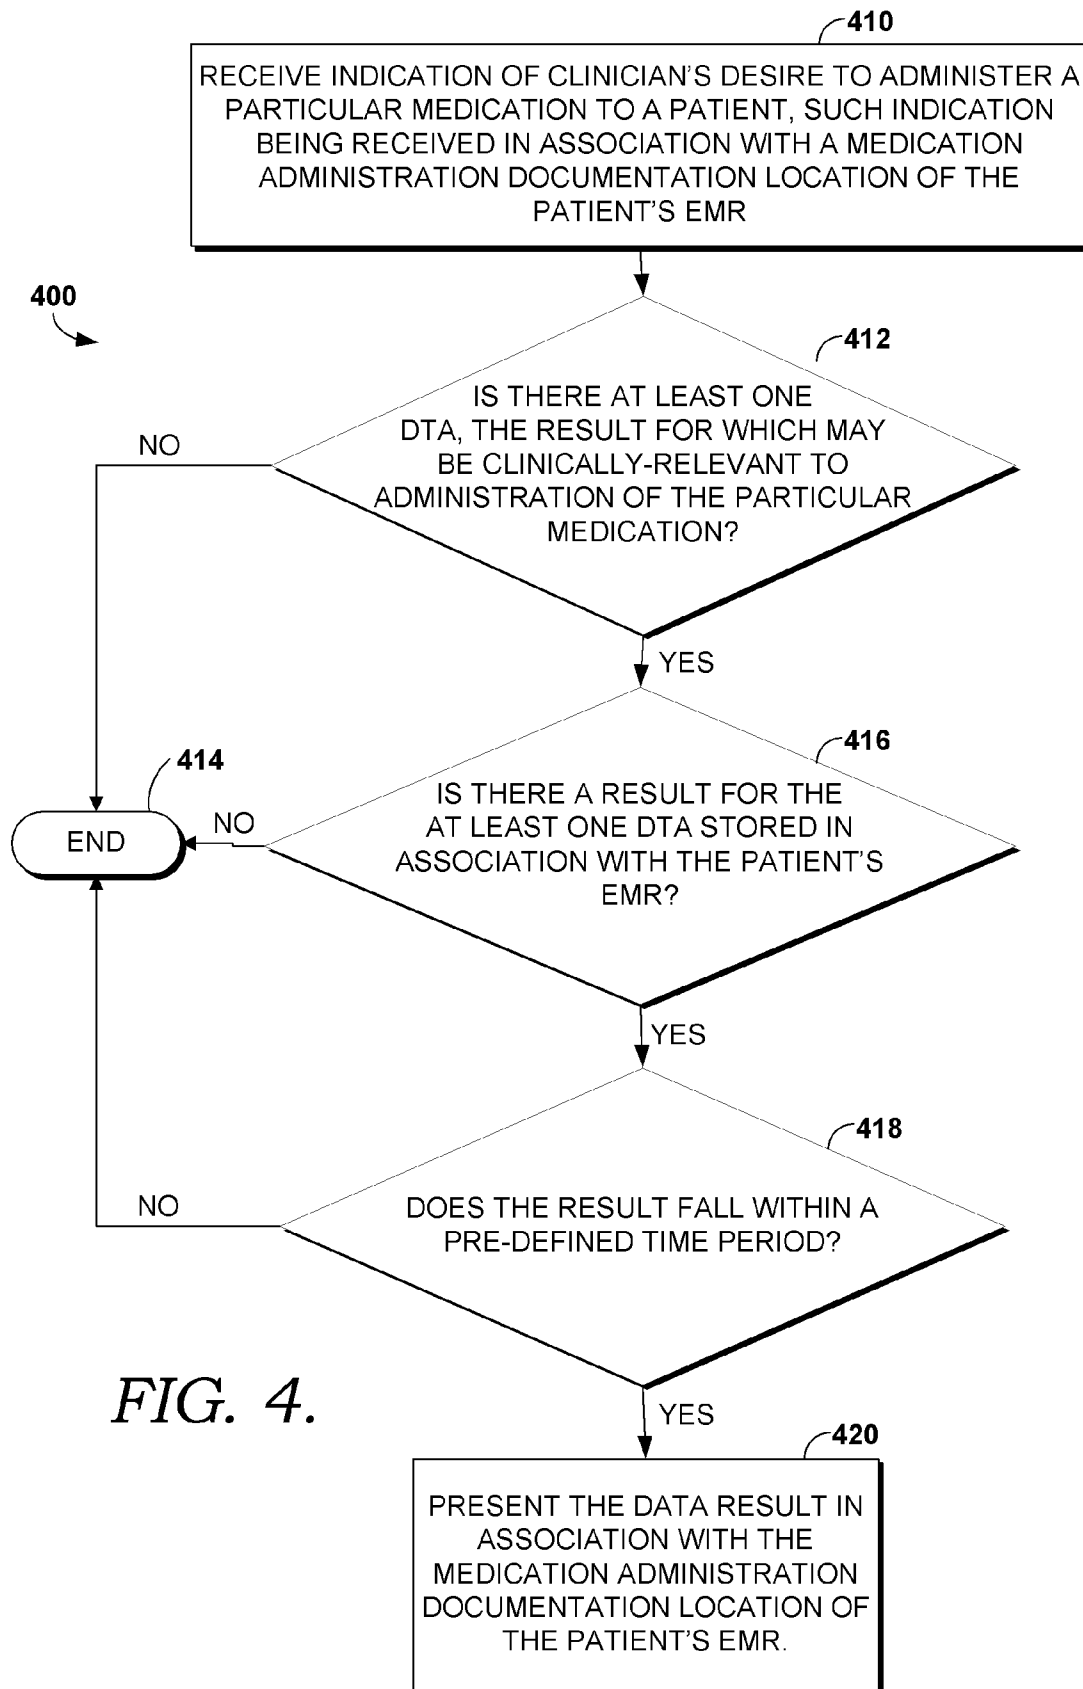 410
RECEIVE INDICATION OF CLINICIAN'S DESIRE TO ADMINISTER A
PARTICULAR MEDICATION TO A PATIENT, SUCH INDICATION
BEING RECEIVED IN ASSOCIATION WITH A MEDICATION
ADMINISTRATION DOCUMENTATION LOCATION OF THE
PATIENT'S EMR
400
412
IS THERE AT LEAST ONE
DTA, THE RESULT FOR WHICH MAY
BE CLINICALLY-RELEVANT TO
ADMINISTRATION OF THE PARTICULAR
MEDICATION?
NO
YES
416
IS THERE A RESULT FOR THE
AT LEAST ONE DTA STORED IN
ASSOCIATION WITH THE PATIENT'S
EMR?
414
END
NO
YES
418
DOES THE RESULT FALL WITHIN A
PRE-DEFINED TIME PERIOD?
NO
YES
FIG. 4.
420
PRESENT THE DATA RESULT IN
ASSOCIATION WITH THE
MEDICATION ADMINISTRATION
DOCUMENTATION LOCATION OF
THE PATIENT'S EMR.